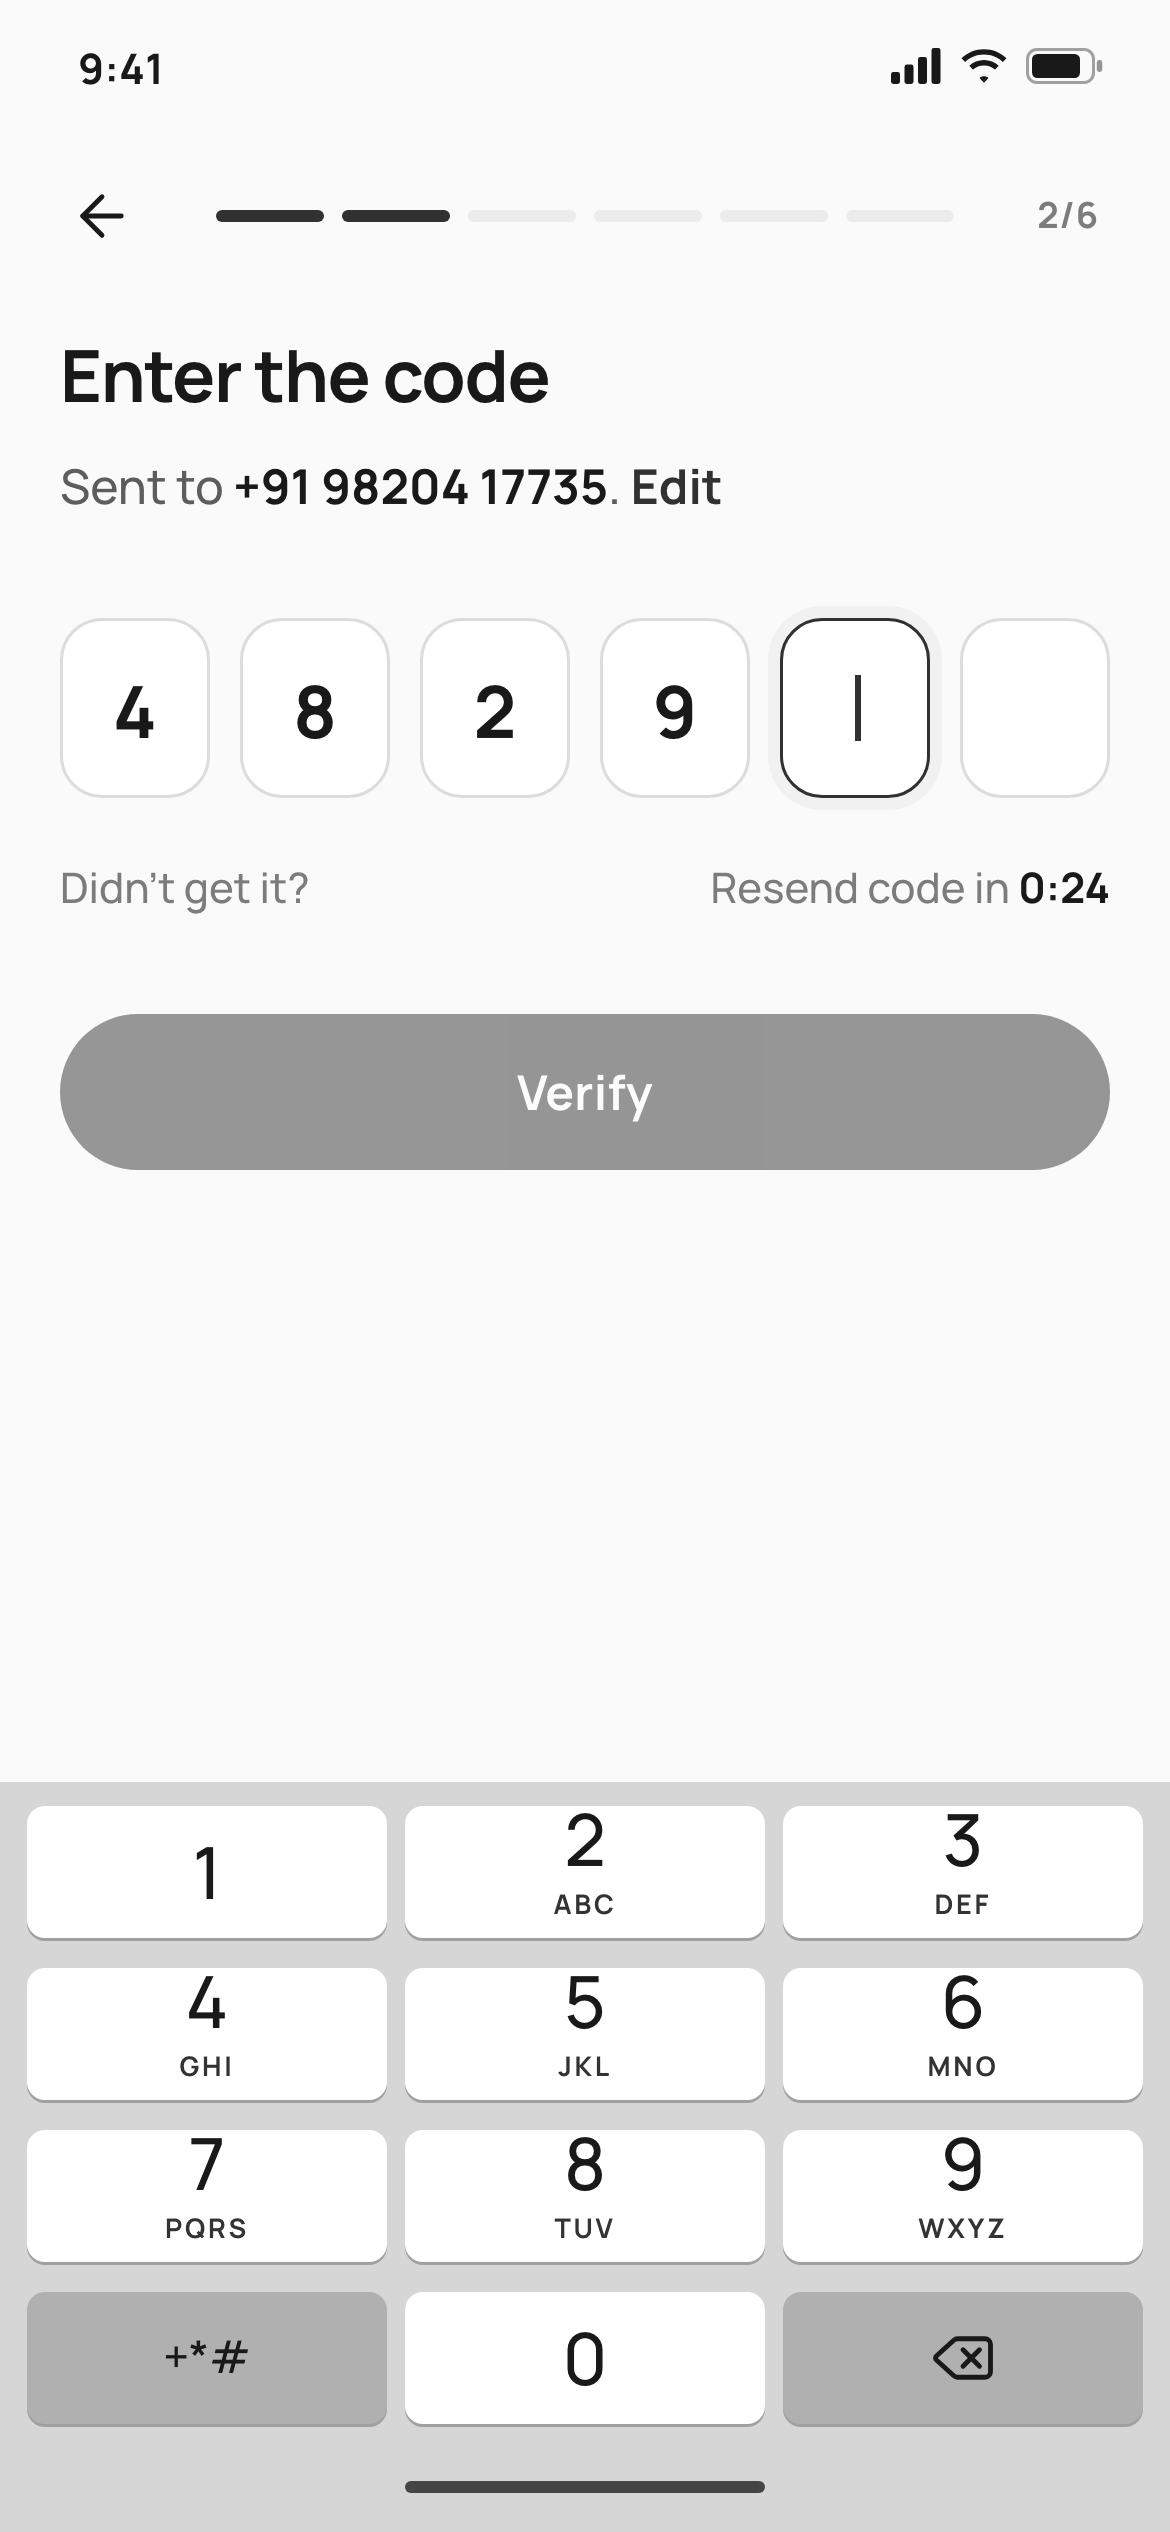 9:41
2/6
Enter the code
Sent to +91 98204 17735. Edit
4 8 2 9
Didn’t get it? Resend code in 0:24
Verify
1 2 3
ABC DEF
4 5 6
GHI JKL MNO
7 8 9
PQRS TUV WXYZ
+*# 0